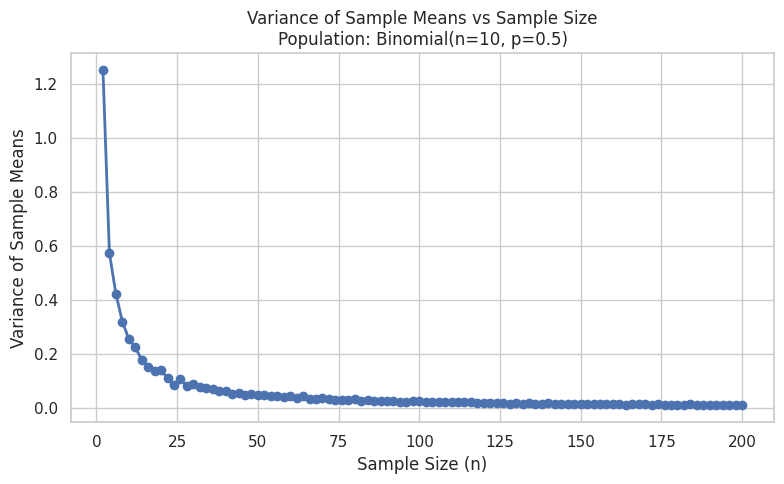 Variance of Sample Means vs Sample Size
Population: Binomial(n=10, p=0.5)
Variance of Sample Means
1.2
1.0
0.8
0.6
0.4
0.2
0.0
0 25 50 75 100 125 150 175 200
Sample Size (n)